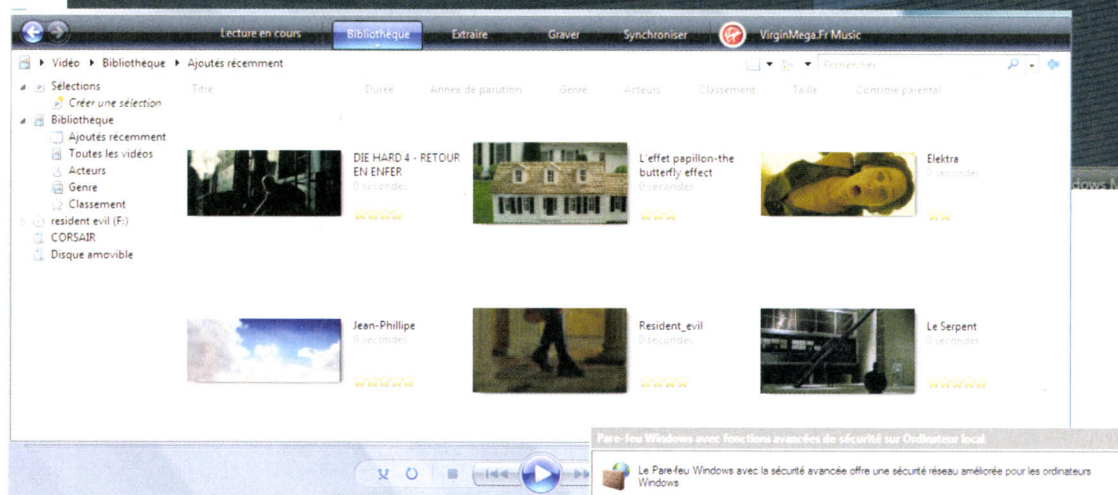 Lecture en cours Bibliothèque Extraire Graver Synchroniser VirginMega.Fr Music
Vidéo Bibliothèque Ajoutés récemment
Rechercher
Sélections
Créer une sélection
Bibliothèque
Ajoutés récemment
Toutes les vidéos
Acteurs
Genre
Classement
resident evil (F:)
CORSAIR
Disque amovible
Titre Durée Année de parution Genre Acteurs Classement Taille Contrôle parental
DIE HARD 4 - RETOUR
EN ENFER
0 secondes
L'effet papillon-the
butterfly effect
0 secondes
Elektra
0 secondes
Jean-Phillipe
0 secondes
Resident_evil
0 secondes
Le Serpent
0 secondes
dows M
Pare-feu Windows avec fonctions avancées de sécurité sur Ordinateur local
Le Pare-feu Windows avec la sécurité avancée offre une sécurité réseau améliorée pour les ordinateurs
Windows.